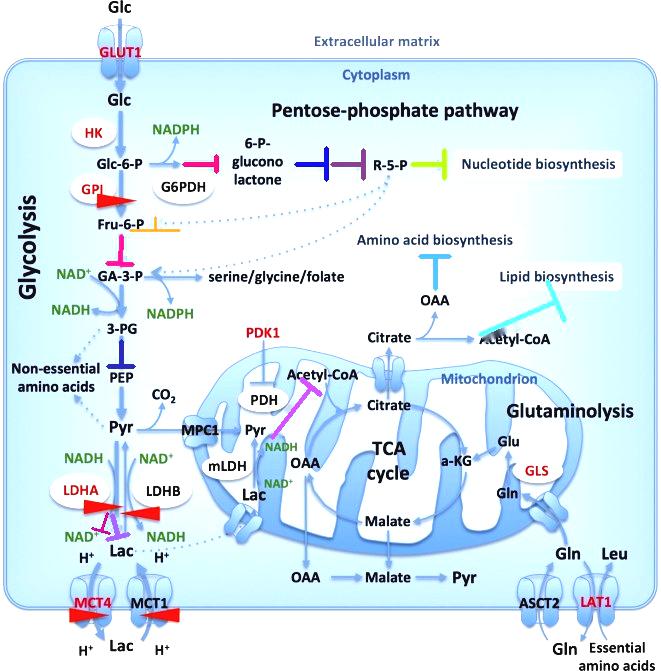 Glc
GLUT1
Extracellular matrix
Cytoplasm
Glc
Pentose-phosphate pathway
HK
NADPH
Glc-6-P
6-P-
glucono
lactone
R-5-P
Nucleotide biosynthesis
GPI
G6PDH
Glycolysis
Fru-6-P
Amino acid biosynthesis
NAD+
GA-3-P
serine/glycine/folate
Lipid biosynthesis
NADH
NADPH
OAA
3-PG
PDK1
Citrate
Acetyl-CoA
Non-essential
amino acids
PEP
Acetyl-CoA
Mitochondrion
CO2
PDH
Citrate
Glutaminolysis
Pyr
MPC1
Pyr
NADH
TCA
cycle
Glu
NADH
NAD+
mLDH
OAA
a-KG
GLS
LDHA
LDHB
Lac
NAD+
Gln
NAD+
NADH
Malate
H+
Lac
H+
Gln
Leu
OAA
Malate
Pyr
MCT4
MCT1
ASCT2
LAT1
H+
Lac
H+
Gln
Essential
amino acids